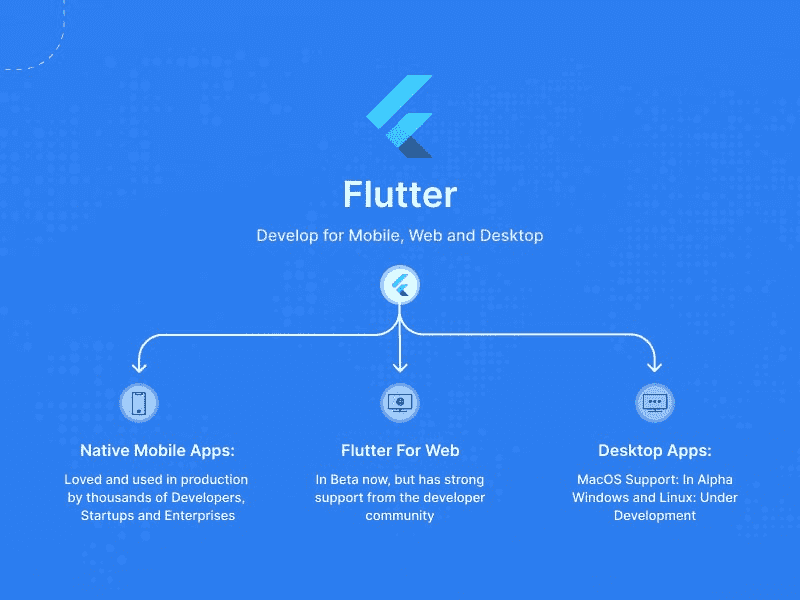 Flutter
Develop for Mobile, Web and Desktop
Native Mobile Apps:
Loved and used in production
by thousands of Developers,
Startups and Enterprises
Flutter For Web
In Beta now, but has strong
support from the developer
community
Desktop Apps:
MacOS Support: In Alpha
Windows and Linux: Under
Development